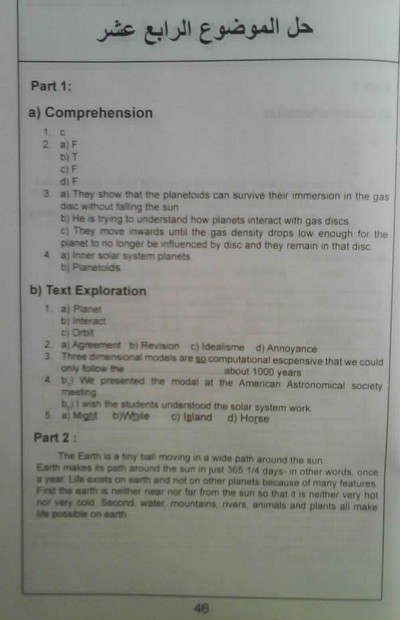 حل الموضوع الرابع عشر
Part 1:
a) Comprehension
1. c
2. a) F
b) T
c) F
d) F
3. a) They show that the planetoids can survive their immersion in the gas
disc without falling the sun
b) He is trying to understand how planets interact with gas discs.
c) They move inwards until the gas density drops low enough for the
planet to no longer be influenced by disc and they remain in that disc.
4. a) Inner solar system planets.
b) Planetoids.
b) Text Exploration
1. a) Planet
b) Interact
c) Orbit
2. a) Agreement b) Revision c) Idealisme d) Annoyance
3. Three dimensional models are so computational escpensive that we could
only follow the ____________ about 1000 years
4. b,) We presented the modal at the American Astronomical society
meeting.
b,) I wish the students understood the solar system work.
5. a) Might b)While c) Island d) Horse
Part 2 :
The Earth is a tiny ball moving in a wide path around the sun.
Earth makes its path around the sun in just 365 1/4 days- in other words, once
a year. Life exists on earth and not on other planets because of many features.
First the earth is neither near nor far from the sun so that it is neither very hot
nor very cold. Second, water, mountains, rivers, animals and plants all make
life possible on earth.
46